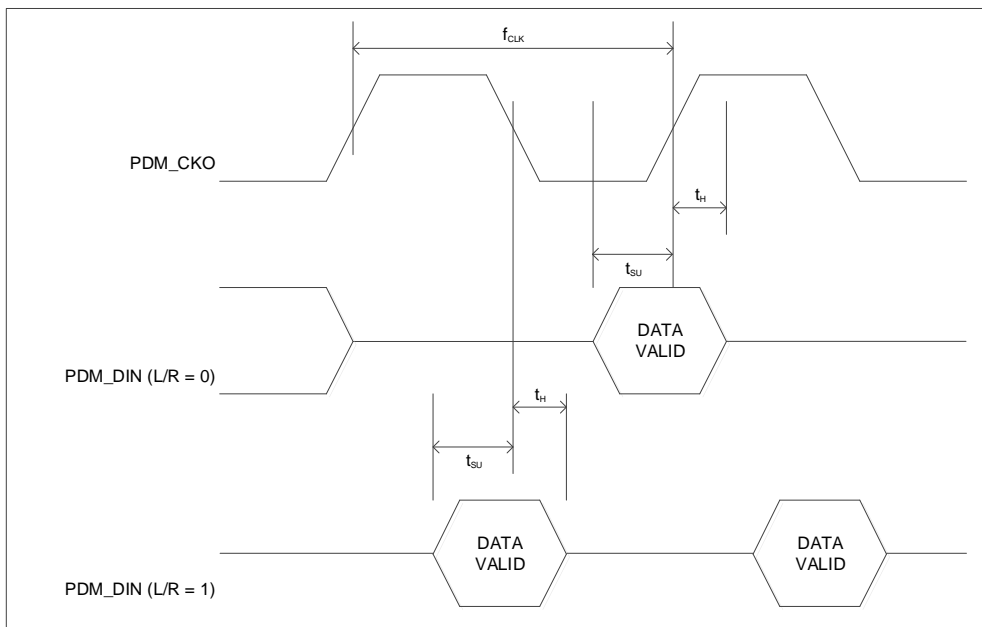 fCLK
PDM_CKO
tH
tSU
DATA
VALID
PDM_DIN (L/R = 0)
tH
tSU
DATA
VALID
DATA
VALID
PDM_DIN (L/R = 1)